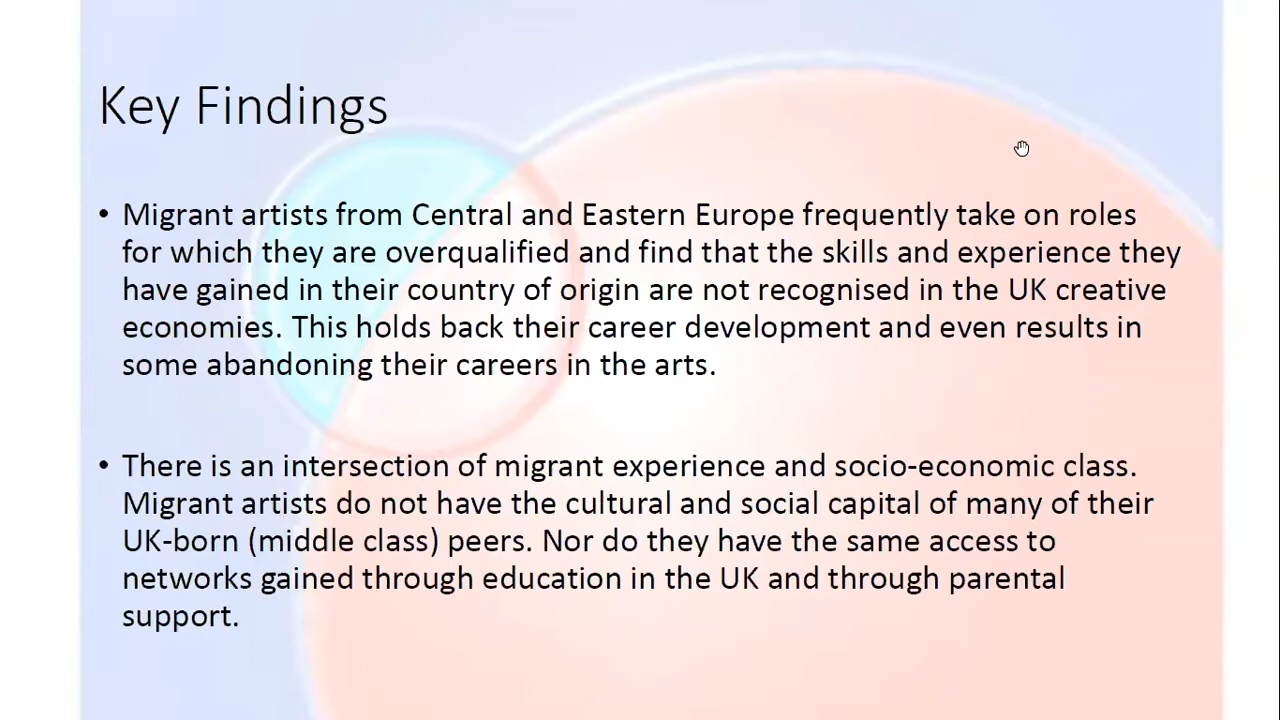 Key Findings
• Migrant artists from Central and Eastern Europe frequently take on roles
for which they are overqualified and find that the skills and experience they
have gained in their country of origin are not recognised in the UK creative
economies. This holds back their career development and even results in
some abandoning their careers in the arts.
• There is an intersection of migrant experience and socio-economic class.
Migrant artists do not have the cultural and social capital of many of their
UK-born (middle class) peers. Nor do they have the same access to
networks gained through education in the UK and through parental
support.